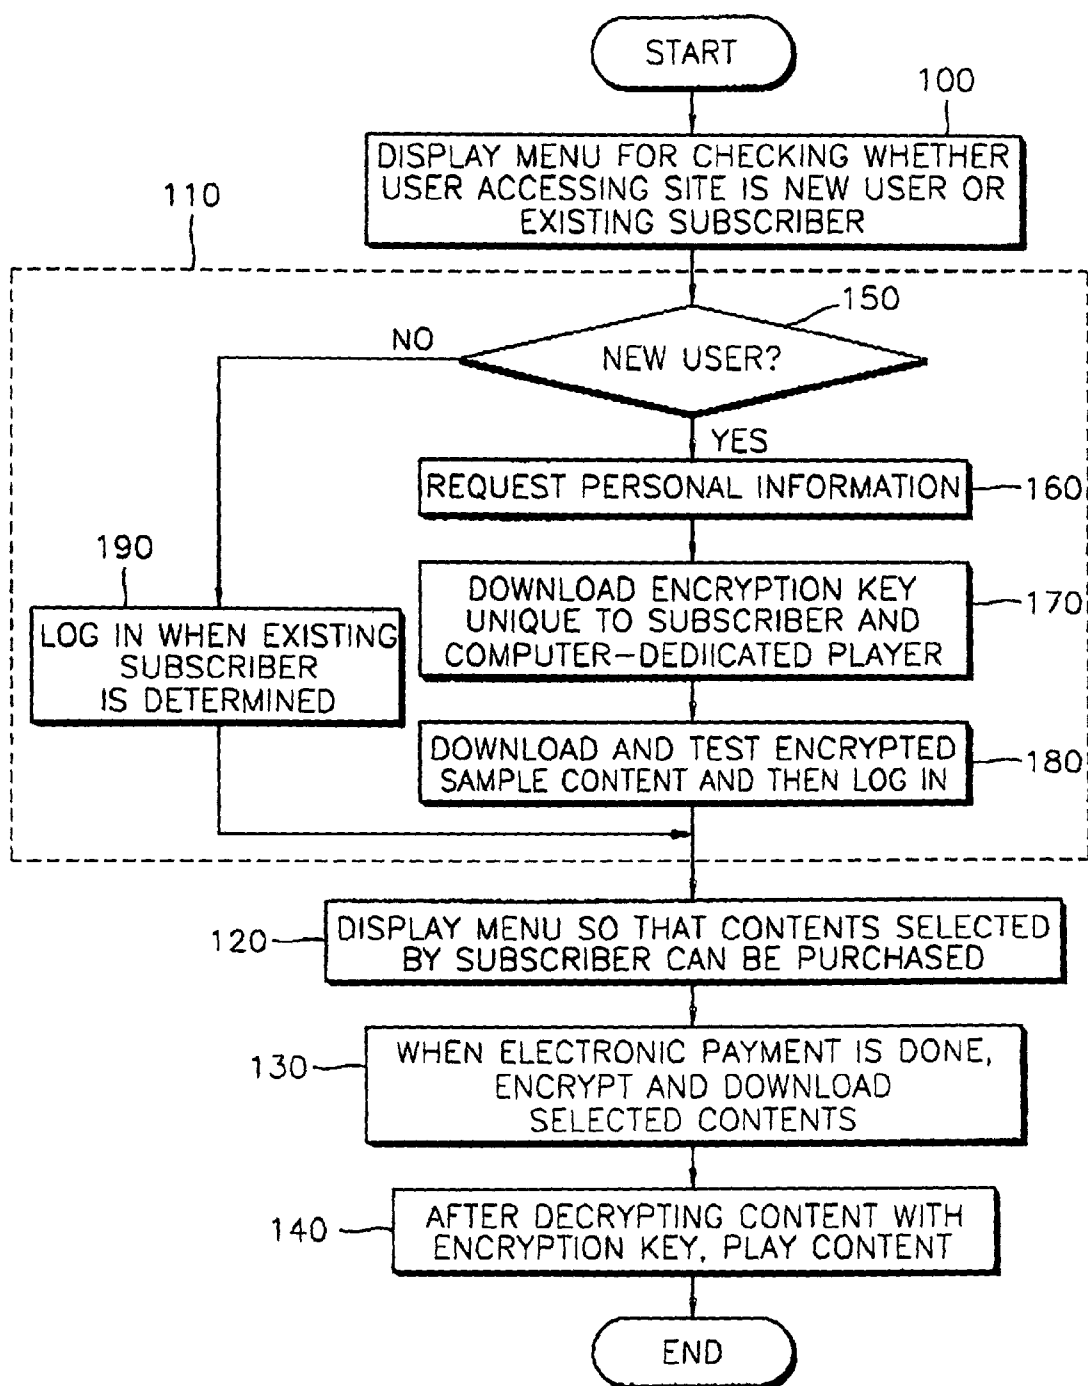 START
100
DISPLAY MENU FOR CHECKING WHETHER
USER ACCESSING SITE IS NEW USER OR
EXISTING SUBSCRIBER
110
150
NEW USER?
NO
YES
REQUEST PERSONAL INFORMATION
160
190
LOG IN WHEN EXISTING
SUBSCRIBER
IS DETERMINED
DOWNLOAD ENCRYPTION KEY
UNIQUE TO SUBSCRIBER AND
COMPUTER-DEDIICATED PLAYER
170
DOWNLOAD AND TEST ENCRYPTED
SAMPLE CONTENT AND THEN LOG IN
180
120
DISPLAY MENU SO THAT CONTENTS SELECTED
BY SUBSCRIBER CAN BE PURCHASED
130
WHEN ELECTRONIC PAYMENT IS DONE,
ENCRYPT AND DOWNLOAD
SELECTED CONTENTS
140
AFTER DECRYPTING CONTENT WITH
ENCRYPTION KEY, PLAY CONTENT
END